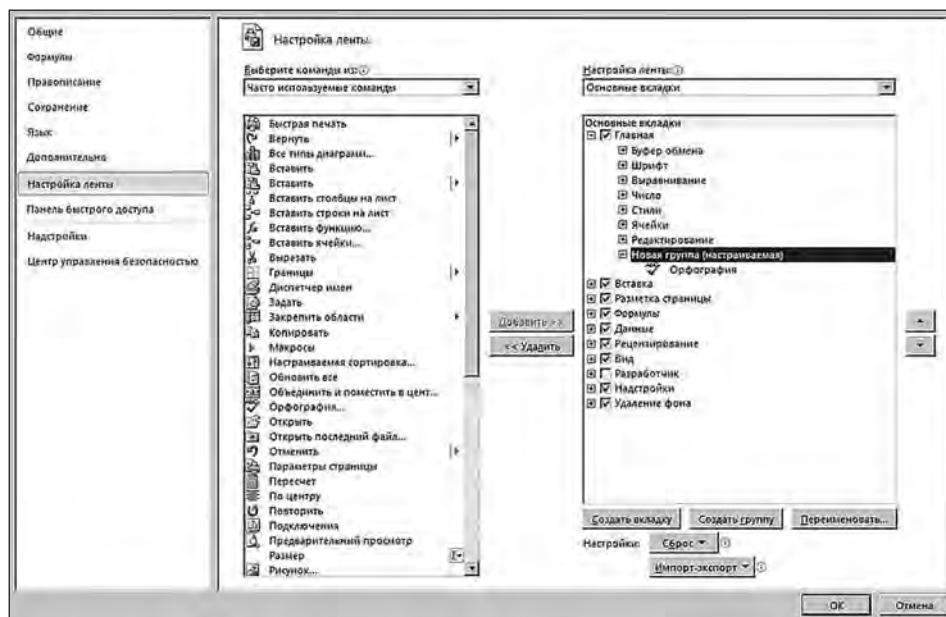 Общие
Формулы
Правописание
Сохранение
Язык
Дополнительно
Настройка ленты
Панель быстрого доступа
Надстройки
Центр управления безопасностью
Настройка ленты.
Выберите команды из:
Часто используемые команды
Быстрая печать
Вернуть
Все типы диаграмм...
Вставить
Вставить
Вставить столбцы на лист
Вставить строки на лист
Вставить функцию...
Вставить ячейки...
Вырезать
Границы
Диспетчер имен
Задать
Закрепить области
Копировать
Макросы
Настраиваемая сортировка...
Обновить все
Объединить и поместить в цент...
Орфография...
Открыть
Открыть последний файл...
Отменить
Параметры страницы
Пересчет
По центру
Повторить
Подключения
Предварительный просмотр
Размер
Рисунок...
Добавить >>
<< Удалить
Настройка ленты:
Основные вкладки
Основные вкладки
Главная
Буфер обмена
Шрифт
Выравнивание
Число
Стили
Ячейки
Редактирование
Новая группа (настраиваемая)
Орфография
Вставка
Разметка страницы
Формулы
Данные
Рецензирование
Вид
Разработчик
Надстройки
Удаление фона
Создать вкладку
Создать группу
Переименовать...
Настройки:
Сброс
Импорт-экспорт
ОК
Отмена